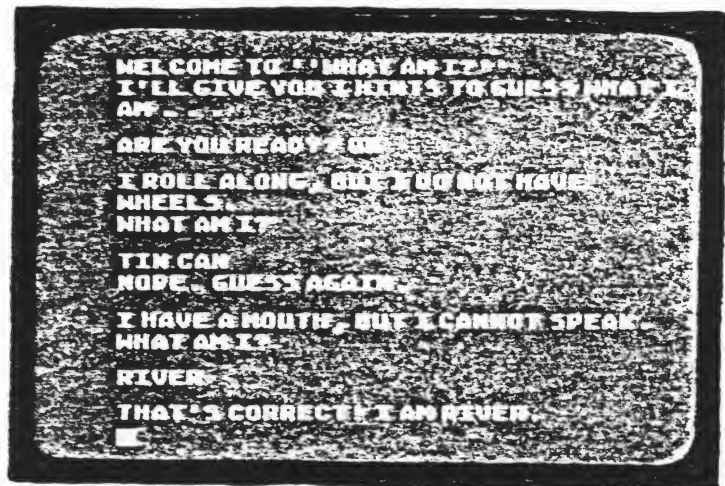 WELCOME TO **WHAT AM I?**
I'LL GIVE YOU HINTS TO GUESS WHAT I
AM . . . .
ARE YOU READY? OK
I ROLL ALONG, BUT I DO NOT HAVE
WHEELS.
WHAT AM I?
TIN CAN
NOPE. GUESS AGAIN.
I HAVE A MOUTH, BUT I CANNOT SPEAK.
WHAT AM I?
RIVER
THAT'S CORRECT! I AM RIVER.